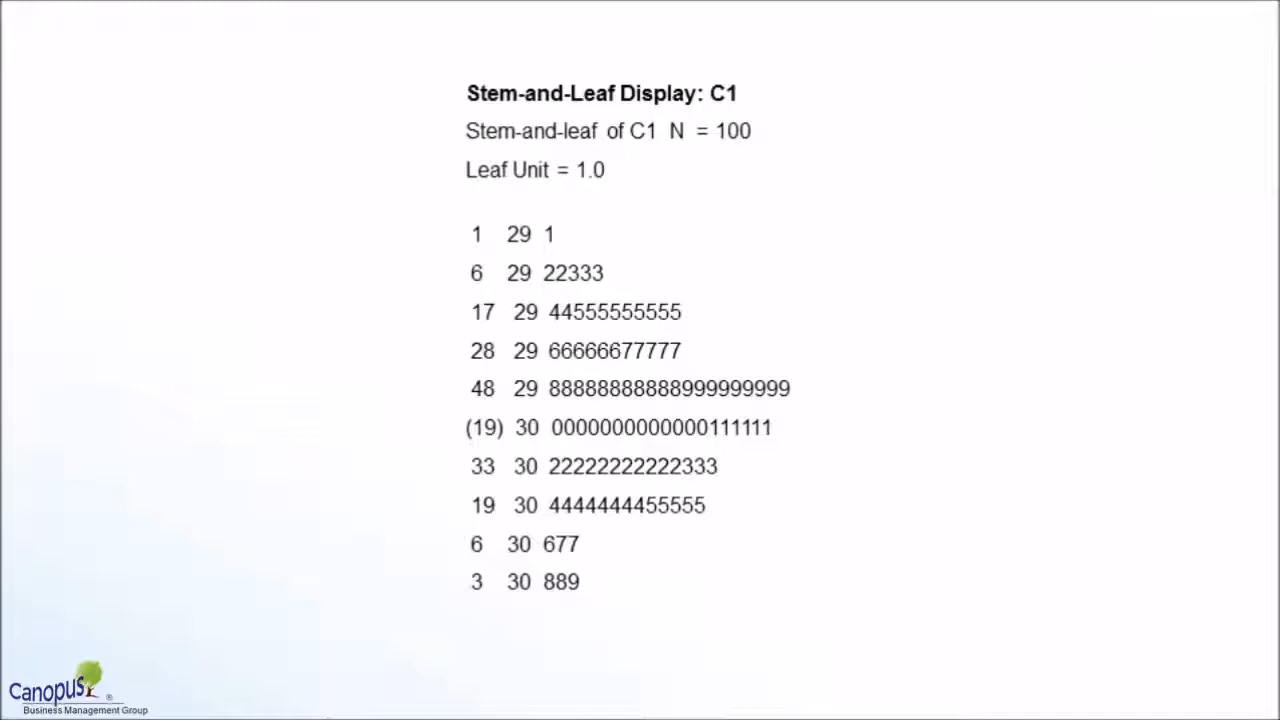 Stem-and-Leaf Display: C1
Stem-and-leaf of C1 N = 100
Leaf Unit = 1.0
1 29 1
6 29 22333
17 29 44555555555
28 29 66666677777
48 29 88888888888999999999
(19) 30 0000000000000111111
33 30 22222222222333
19 30 4444444455555
6 30 677
3 30 889
Canopus ®
Business Management Group